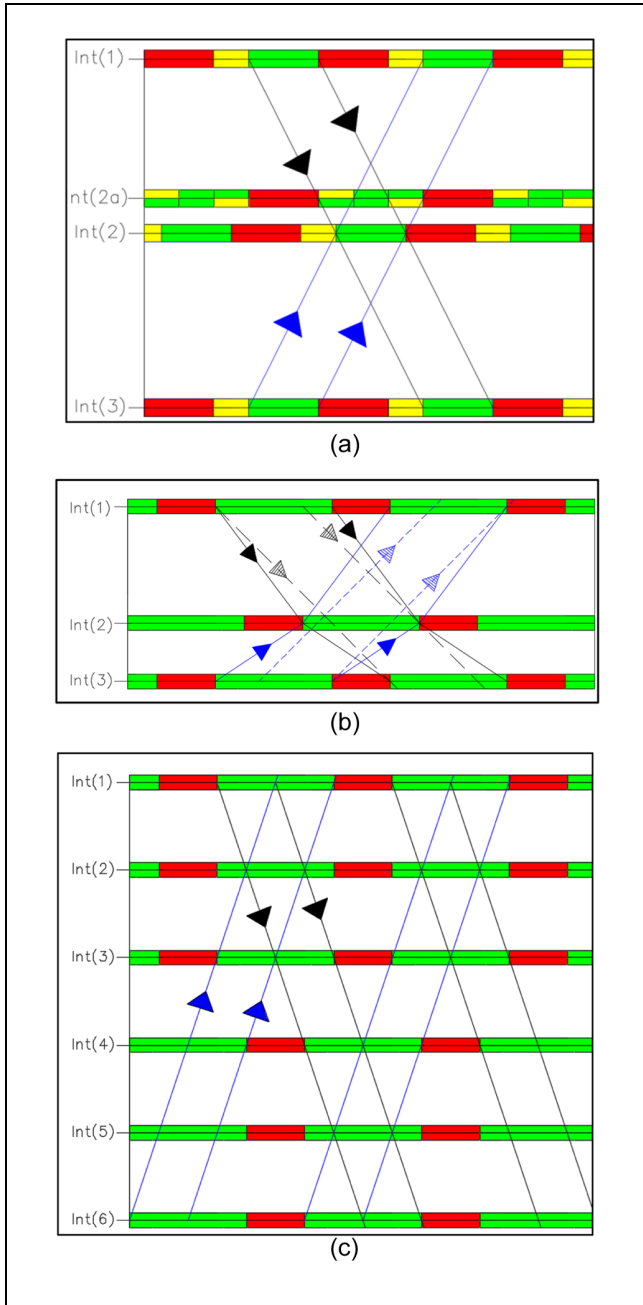 Int(1)
nt(2a)
Int(2)
Int(3)
(a)
Int(1)
Int(2)
Int(3)
(b)
Int(1)
Int(2)
Int(3)
Int(4)
Int(5)
Int(6)
(c)